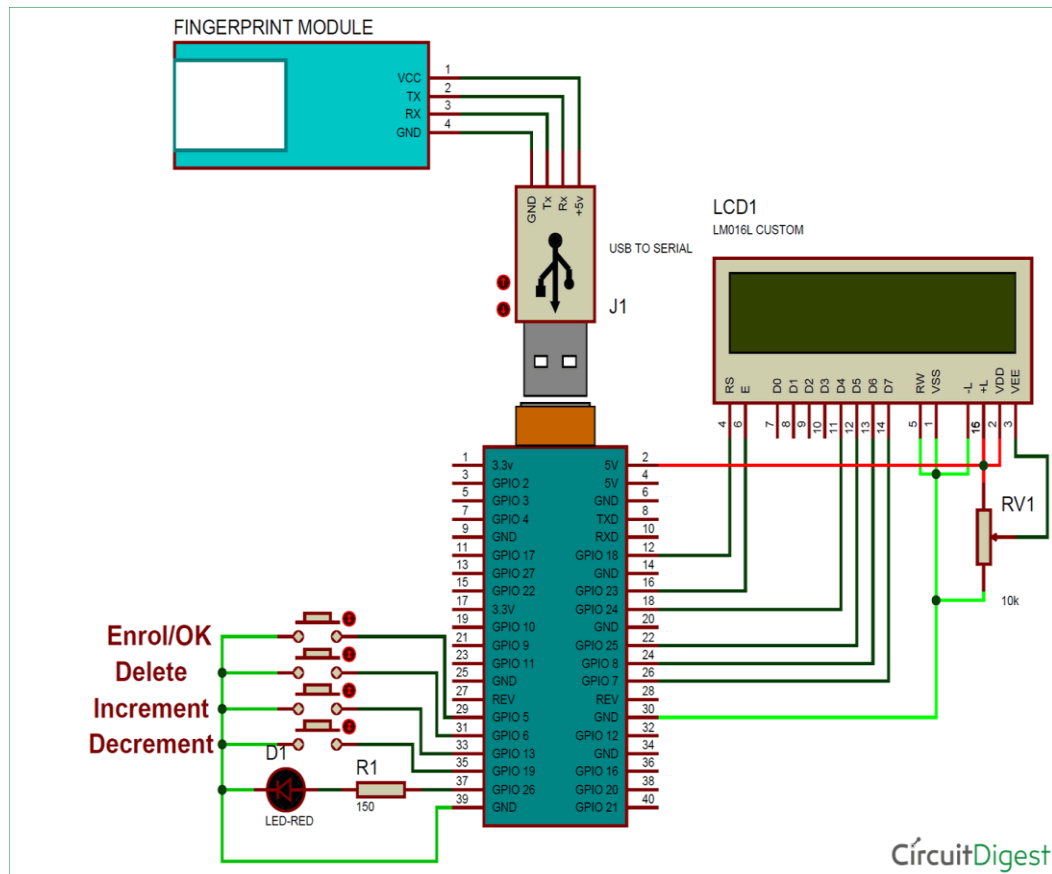 FINGERPRINT MODULE
VCC 1
TX 2
RX 3
GND 4
GND Tx Rx +5v
USB TO SERIAL
J1
LCD1
LM016L CUSTOM
RS E D0 D1 D2 D3 D4 D5 D6 D7 RW VSS -L +L VDD VEE
4 6 7 8 9 10 11 12 13 14 5 1 16 2 3
RV1
10k
1 3.3v 5V 2
3 GPIO 2 5V 4
5 GPIO 3 GND 6
7 GPIO 4 TXD 8
9 GND RXD 10
11 GPIO 17 GPIO 18 12
13 GPIO 27 GND 14
15 GPIO 22 GPIO 23 16
17 3.3V GPIO 24 18
19 GPIO 10 GND 20
21 GPIO 9 GPIO 25 22
23 GPIO 11 GPIO 8 24
25 GND GPIO 7 26
27 REV REV 28
29 GPIO 5 GND 30
31 GPIO 6 GPIO 12 32
33 GPIO 13 GND 34
35 GPIO 19 GPIO 16 36
37 GPIO 26 GPIO 20 38
39 GND GPIO 21 40
Enrol/OK
Delete
Increment
Decrement
D1
LED-RED
R1
150
CircuitDigest